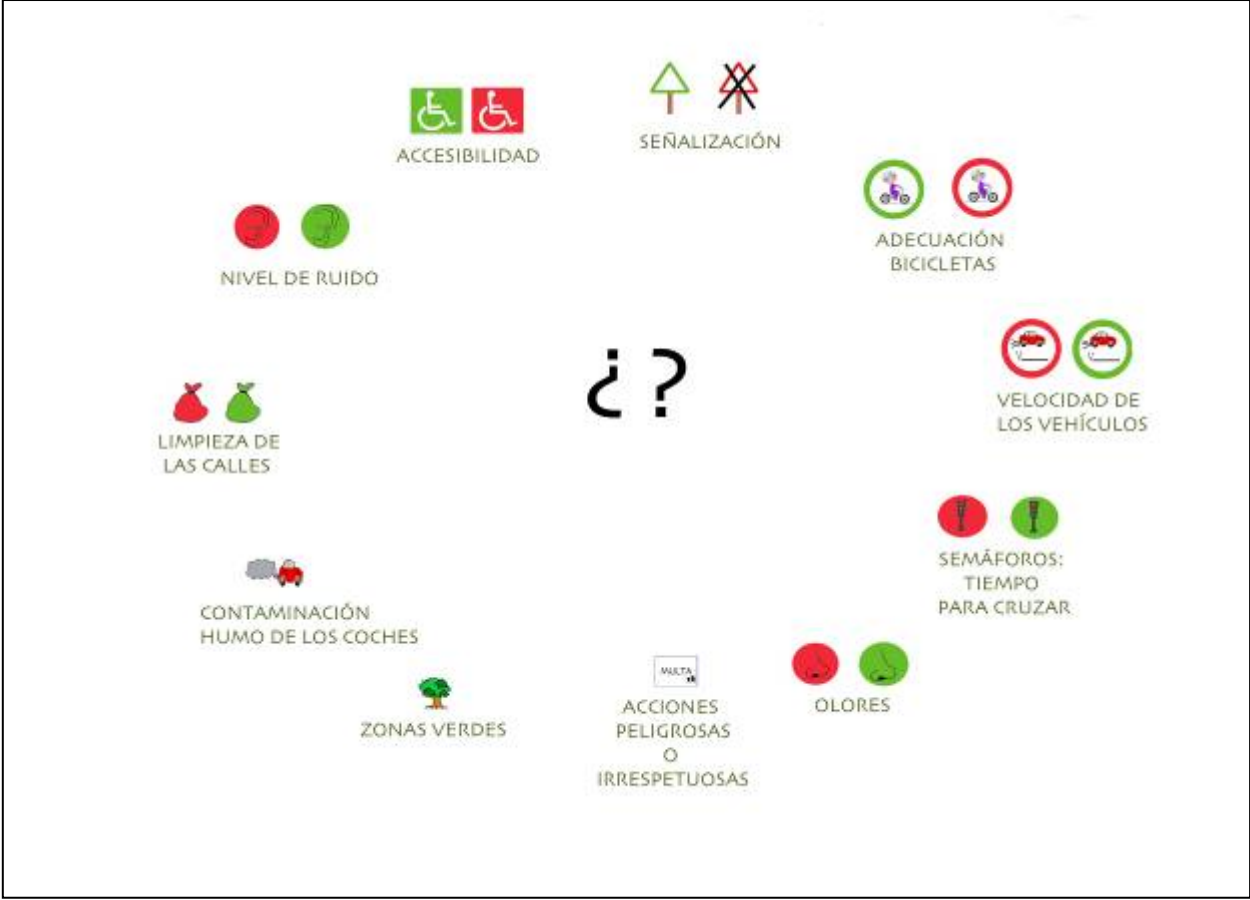 SEÑALIZACIÓN
ACCESIBILIDAD
ADECUACIÓN
BICICLETAS
NIVEL DE RUIDO
¿?
VELOCIDAD DE
LOS VEHÍCULOS
LIMPIEZA DE
LAS CALLES
SEMÁFOROS:
TIEMPO
PARA CRUZAR
CONTAMINACIÓN
HUMO DE LOS COCHES
MULTA
ACCIONES
PELIGROSAS
O
IRRESPETUOSAS
OLORES
ZONAS VERDES